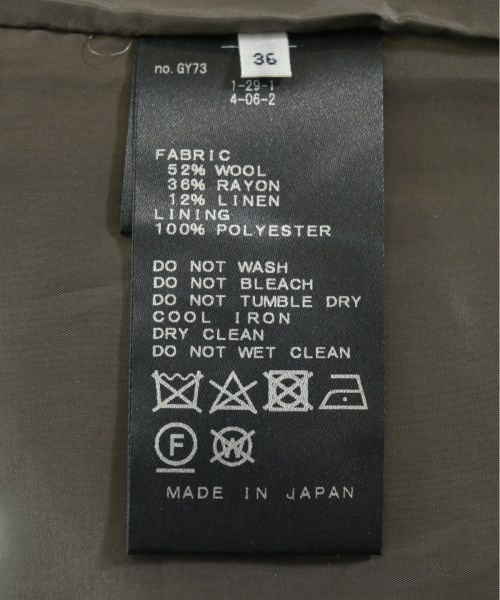 36
no. GY73
1-29-1
4-06-2
FABRIC
52% WOOL
36% RAYON
12% LINEN
LINING
100% POLYESTER
DO NOT WASH
DO NOT BLEACH
DO NOT TUMBLE DRY
COOL IRON
DRY CLEAN
DO NOT WET CLEAN
F W
MADE IN JAPAN